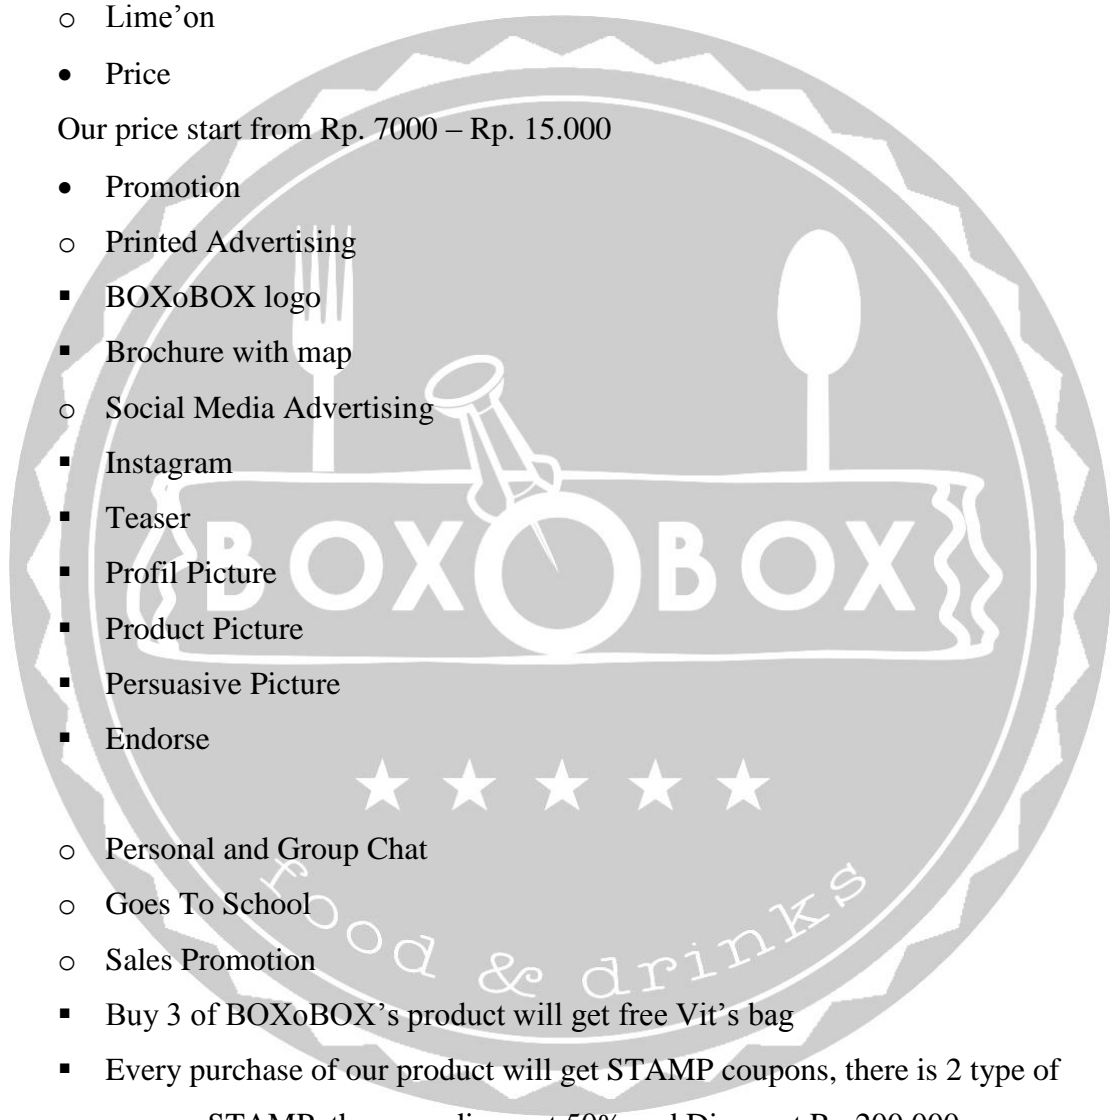 o Lime’on
• Price
Our price start from Rp. 7000 – Rp. 15.000
• Promotion
o Printed Advertising
▪ BOXoBOX logo
▪ Brochure with map
o Social Media Advertising
▪ Instagram
▪ Teaser
▪ Profil Picture
BOXOBOX
▪ Product Picture
▪ Persuasive Picture
▪ Endorse
o Personal and Group Chat
o Goes To School
o Sales Promotion
food & drinks
▪ Buy 3 of BOXoBOX’s product will get free Vit’s bag
▪ Every purchase of our product will get STAMP coupons, there is 2 type of